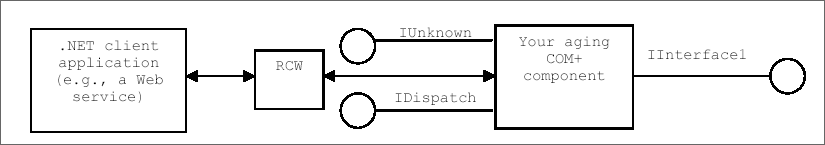 .NET client
application
(e.g., a Web
service)
RCW
IUnknown
IDispatch
Your aging
COM+
component
IInterface1